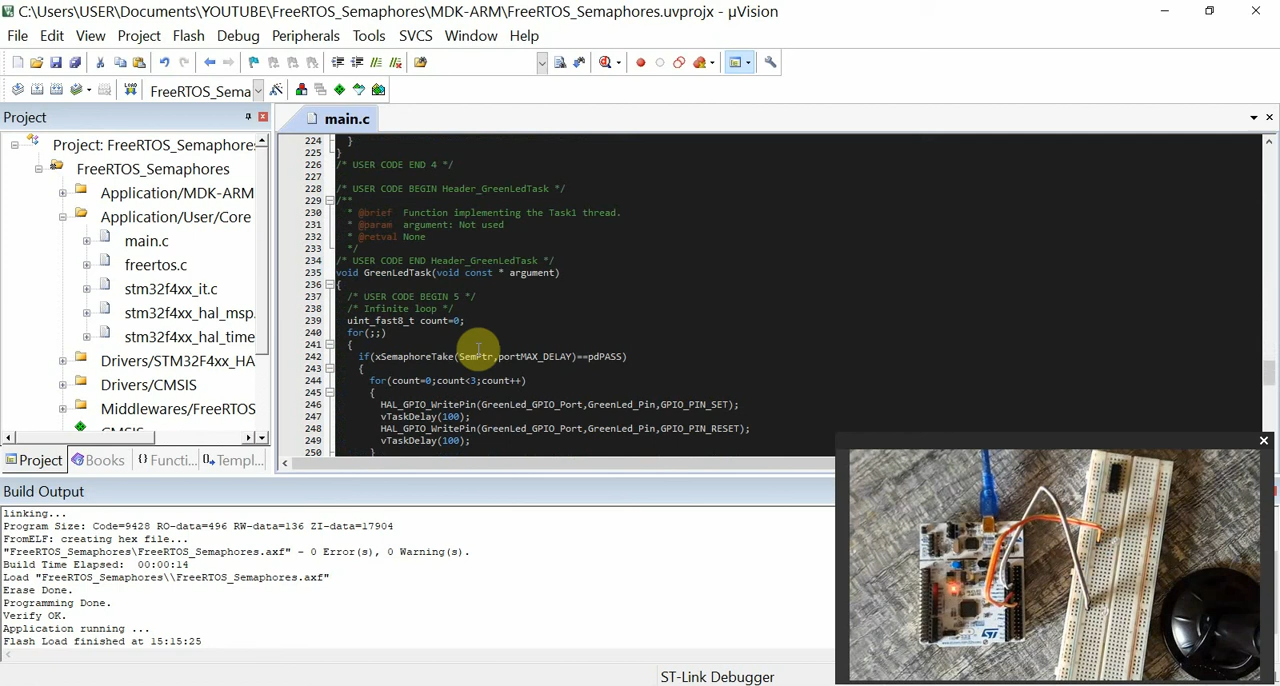 C:\Users\USER\Documents\YOUTUBE\FreeRTOS_Semaphores\MDK-ARM\FreeRTOS_Semaphores.uvprojx - µVision
File Edit View Project Flash Debug Peripherals Tools SVCS Window Help
LOAD FreeRTOS_Sema
Project
main.c
Project: FreeRTOS_Semaphores
FreeRTOS_Semaphores
Application/MDK-ARM
Application/User/Core
main.c
freertos.c
stm32f4xx_it.c
stm32f4xx_hal_msp.
stm32f4xx_hal_time
Drivers/STM32F4xx_HA
Drivers/CMSIS
Middlewares/FreeRTOS
Project Books {} Functi... Templ...
224 }
225 }
226 /* USER CODE END 4 */
227
228 /* USER CODE BEGIN Header_GreenLedTask */
229 /**
230 * @brief Function implementing the Task1 thread.
231 * @param argument: Not used
232 * @retval None
233 */
234 /* USER CODE END Header_GreenLedTask */
235 void GreenLedTask(void const * argument)
236 {
237 /* USER CODE BEGIN 5 */
238 /* Infinite loop */
239 uint_fast8_t count=0;
240 for(;;)
241 {
242 if(xSemaphoreTake(SemPtr,portMAX_DELAY)==pdPASS)
243 {
244 for(count=0;count<3;count++)
245 {
246 HAL_GPIO_WritePin(GreenLed_GPIO_Port,GreenLed_Pin,GPIO_PIN_SET);
247 vTaskDelay(100);
248 HAL_GPIO_WritePin(GreenLed_GPIO_Port,GreenLed_Pin,GPIO_PIN_RESET);
249 vTaskDelay(100);
250 }
Build Output
linking...
Program Size: Code=9428 RO-data=496 RW-data=136 ZI-data=17904
FromELF: creating hex file...
"FreeRTOS_Semaphores\FreeRTOS_Semaphores.axf" - 0 Error(s), 0 Warning(s).
Build Time Elapsed: 00:00:14
Load "FreeRTOS_Semaphores\\FreeRTOS_Semaphores.axf"
Erase Done.
Programming Done.
Verify OK.
Application running ...
Flash Load finished at 15:15:25
ST-Link Debugger